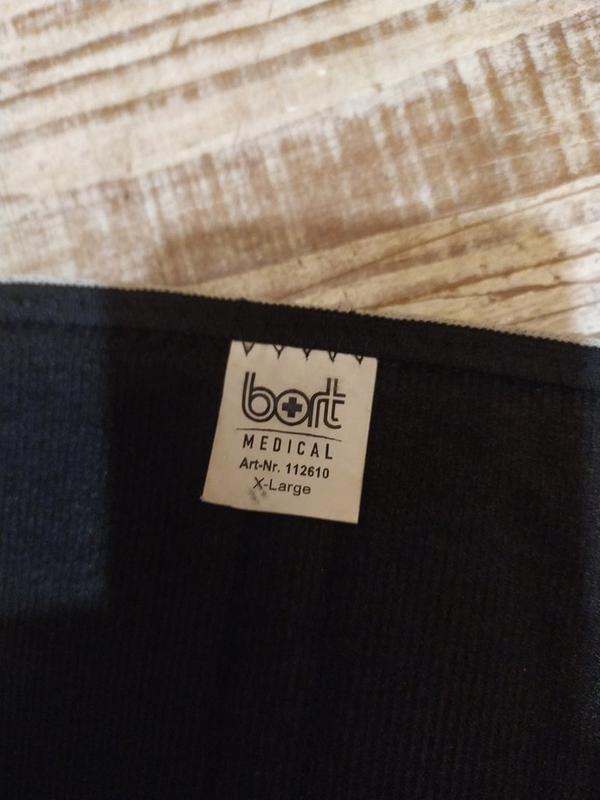 bort
MEDICAL
Art-Nr. 112610
X-Large